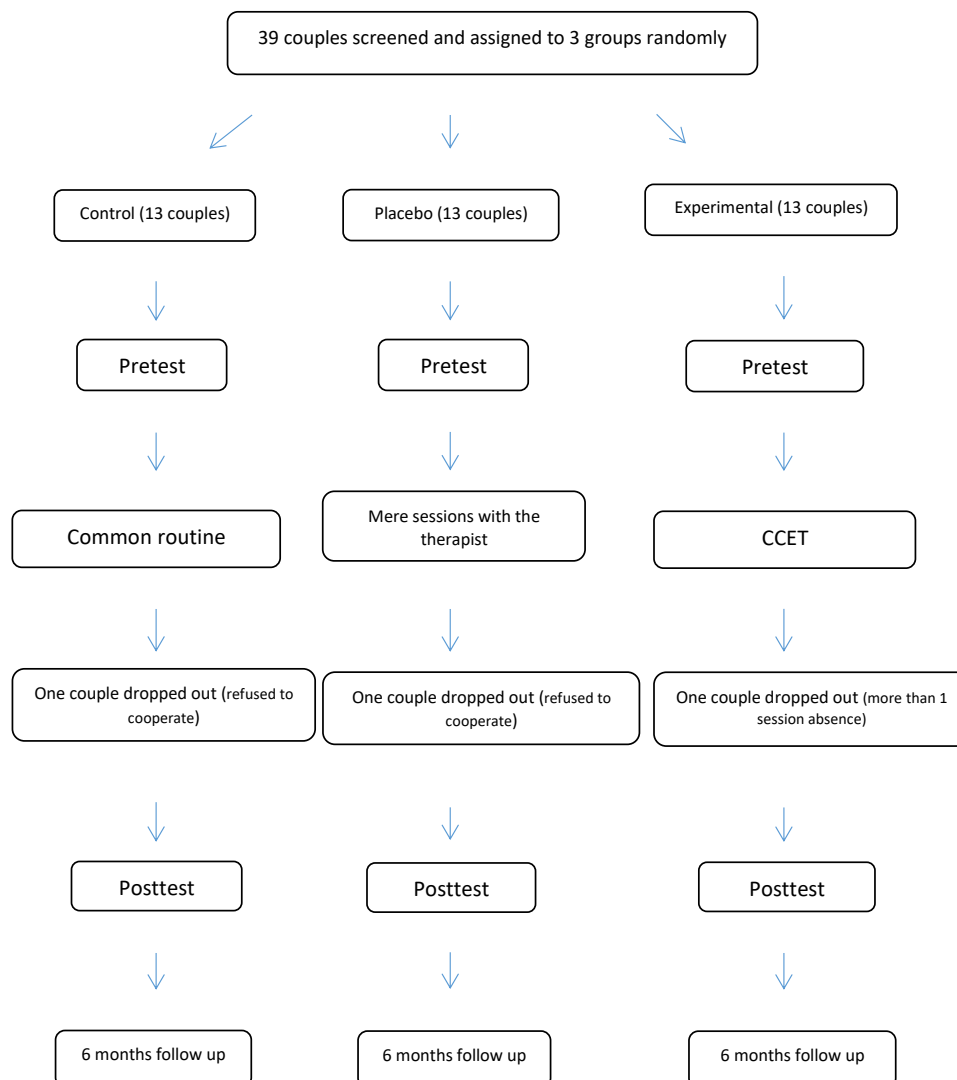 39 couples screened and assigned to 3 groups randomly
Control (13 couples)
Placebo (13 couples)
Experimental (13 couples)
Pretest
Pretest
Pretest
Common routine
Mere sessions with the
therapist
CCET
One couple dropped out (refused to
cooperate)
One couple dropped out (refused to
cooperate)
One couple dropped out (more than 1
session absence)
Posttest
Posttest
Posttest
6 months follow up
6 months follow up
6 months follow up